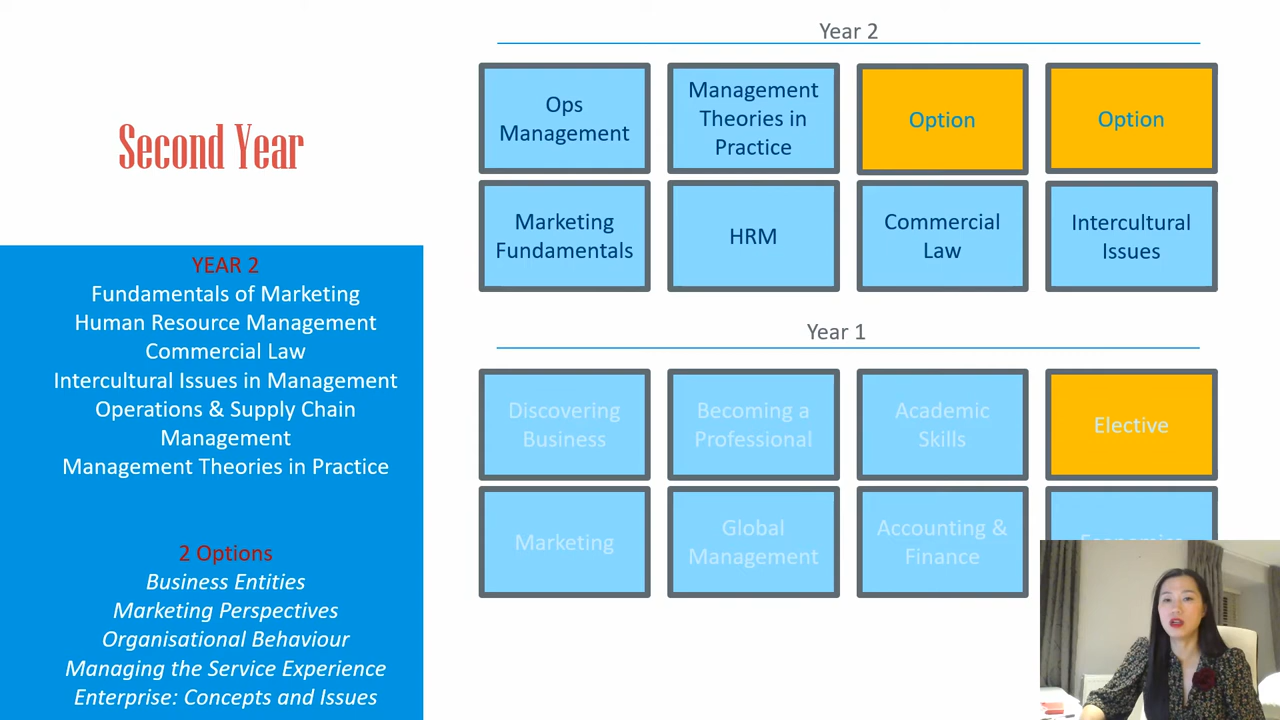 Second Year
YEAR 2
Fundamentals of Marketing
Human Resource Management
Commercial Law
Intercultural Issues in Management
Operations & Supply Chain
Management
Management Theories in Practice
2 Options
Business Entities
Marketing Perspectives
Organisational Behaviour
Managing the Service Experience
Enterprise: Concepts and Issues
Year 2
Ops
Management
Management
Theories in
Practice
Option
Option
Marketing
Fundamentals
HRM
Commercial
Law
Intercultural
Issues
Year 1
Discovering
Business
Becoming a
Professional
Academic
Skills
Elective
Marketing
Global
Management
Accounting &
Finance